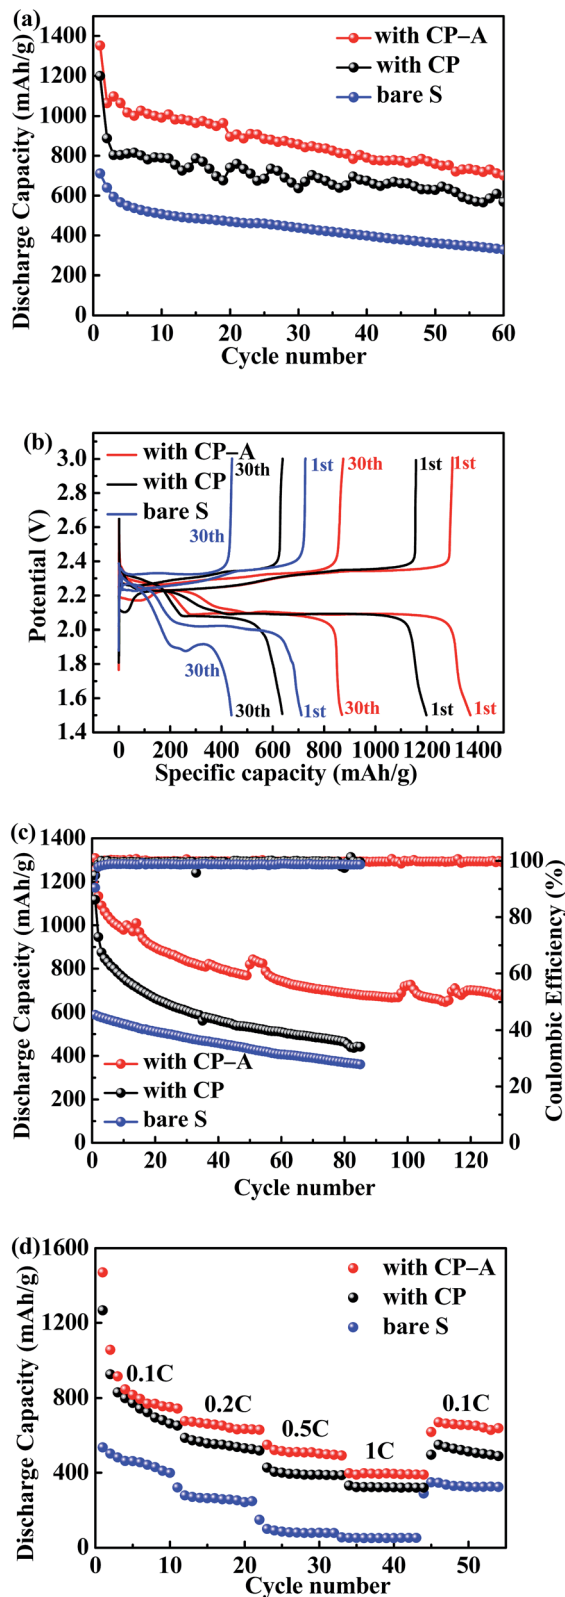 (a)
1400
1200
1000
800
600
400
200
0
Discharge Capacity (mAh/g)
with CP–A
with CP
bare S
0 10 20 30 40 50 60
Cycle number
(b)
3.0
2.6
2.4
2.2
2.0
1.8
1.6
1.4
Potential (V)
with CP–A
with CP
bare S
30th
30th
1st
30th
1st
1st
30th
30th
1st
30th
1st
1st
0 200 400 600 800 1000 1200 1400
Specific capacity (mAh/g)
(c)
1400
1200
1000
800
600
400
200
0
Discharge Capacity (mAh/g)
100
80
60
40
20
0
Coulombic Efficiency (%)
with CP–A
with CP
bare S
0 20 40 60 80 100 120
Cycle number
(d)
1600
1200
800
400
0
Discharge Capacity (mAh/g)
with CP–A
with CP
bare S
0.1C
0.2C
0.5C
1C
0.1C
0 10 20 30 40 50
Cycle number